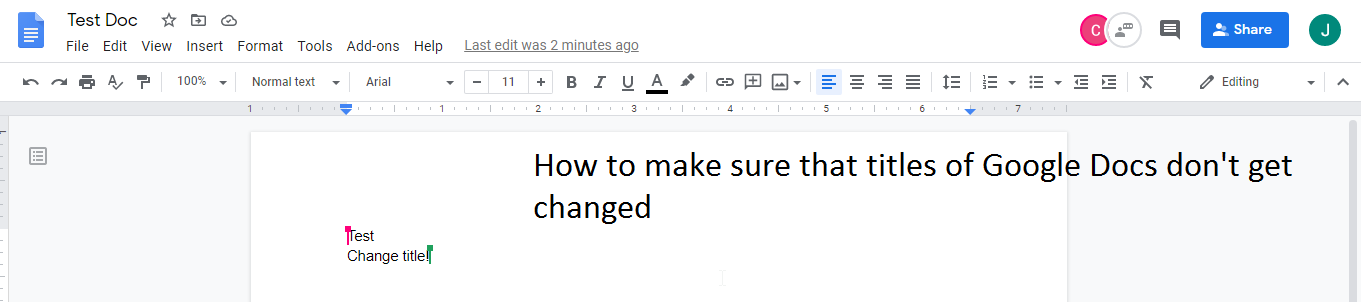 Test Doc
File Edit View Insert Format Tools Add-ons Help Last edit was 2 minutes ago
C
Share
J
100% Normal text Arial 11 B I U A Editing
1 1 2 3 4 5 6 7
How to make sure that titles of Google Docs don't get
changed
Test
Change title!